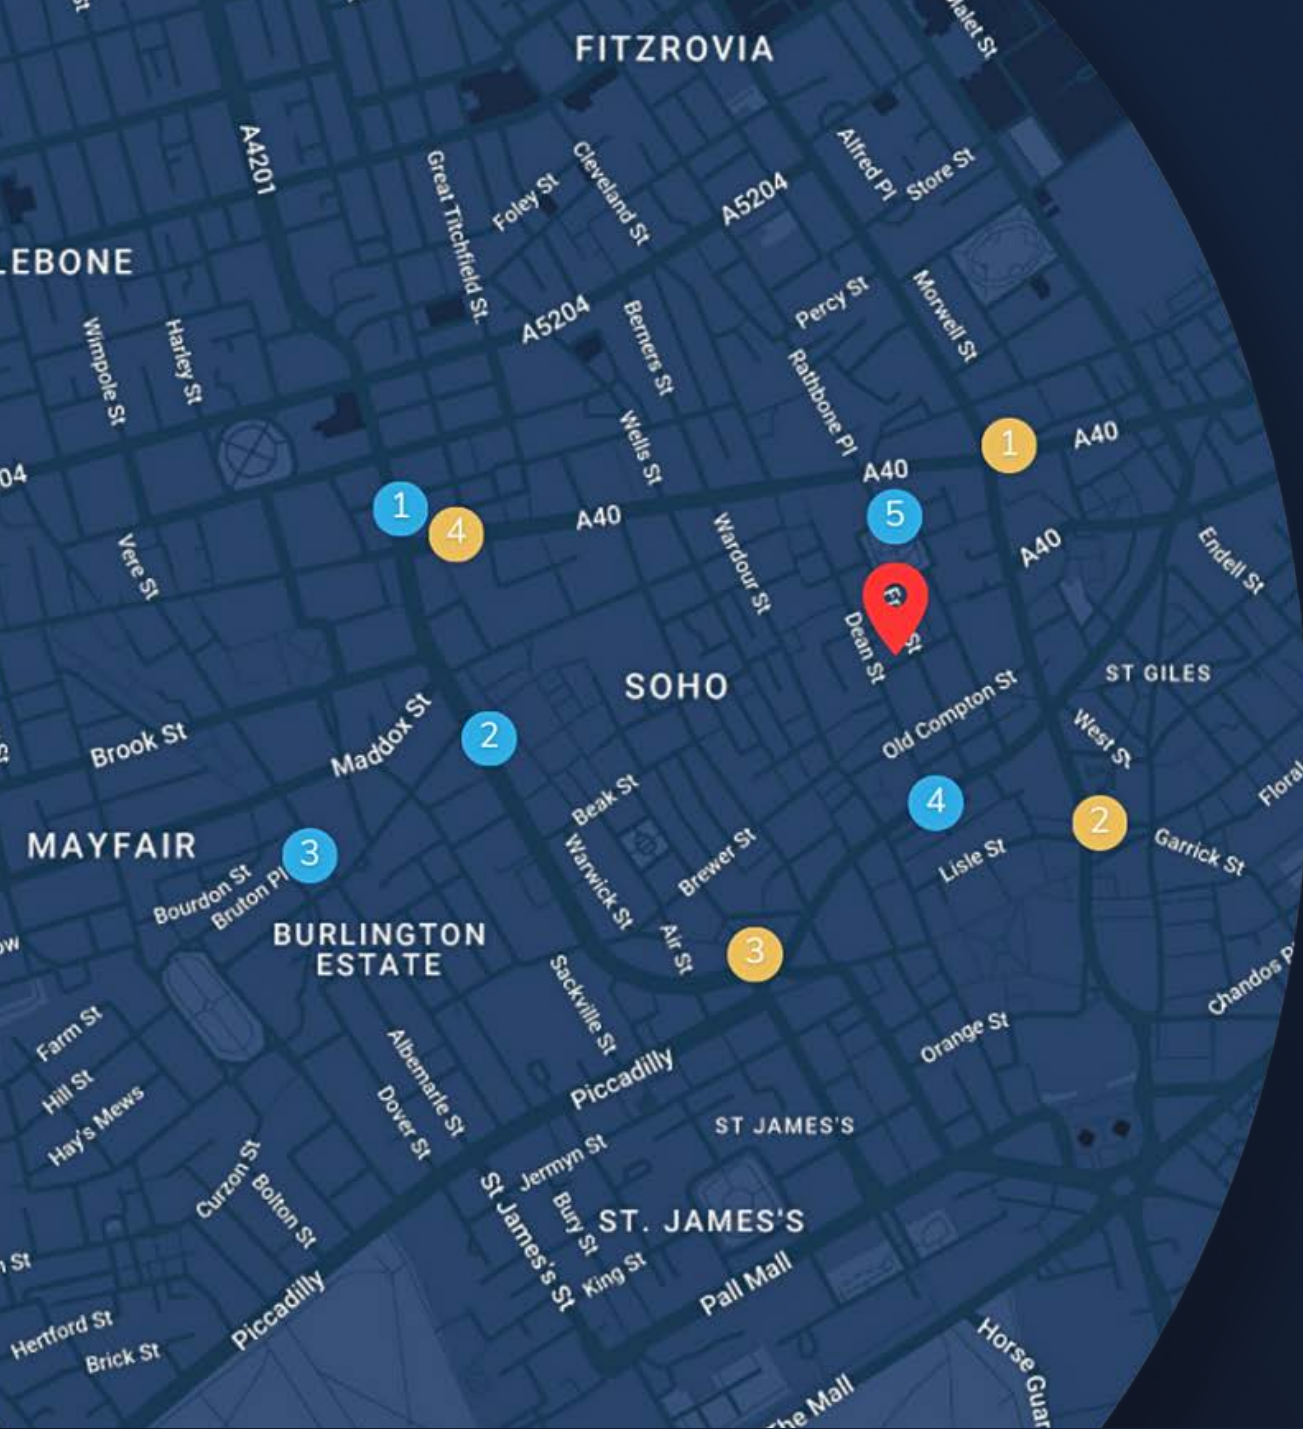 Malet St
FITZROVIA
A4201
Great Titchfield St.
Foley St
Cleveland St
A5204
Alfred Pl
Store St
LEBONE
Wimpole St
Harley St
A5204
Berners St
Percy St
Morwell St
Rathbone Pl
Wells St
1
A40
A40
04
1
4
A40
5
Vere St
Wardour St
A40
Endell St
Dean St
St
SOHO
ST GILES
Brook St
Maddox St
2
Old Compton St
West St
Beak St
4
2
Floral
MAYFAIR
3
Bourdon St
Bruton Pl
Warwick St
Brewer St
Lisle St
Garrick St
BURLINGTON
ESTATE
Air St
3
ow
Sackville St
Chandos P
Farm St
Hill St
Hay's Mews
Albemarle St
Dover St
Piccadilly
Orange St
ST JAMES'S
Curzon St
Bolton St
Jermyn St
St James's St
Bury St
ST. JAMES'S
King St
Pall Mall
St
Piccadilly
Hertford St
Brick St
Horse Guar
The Mall